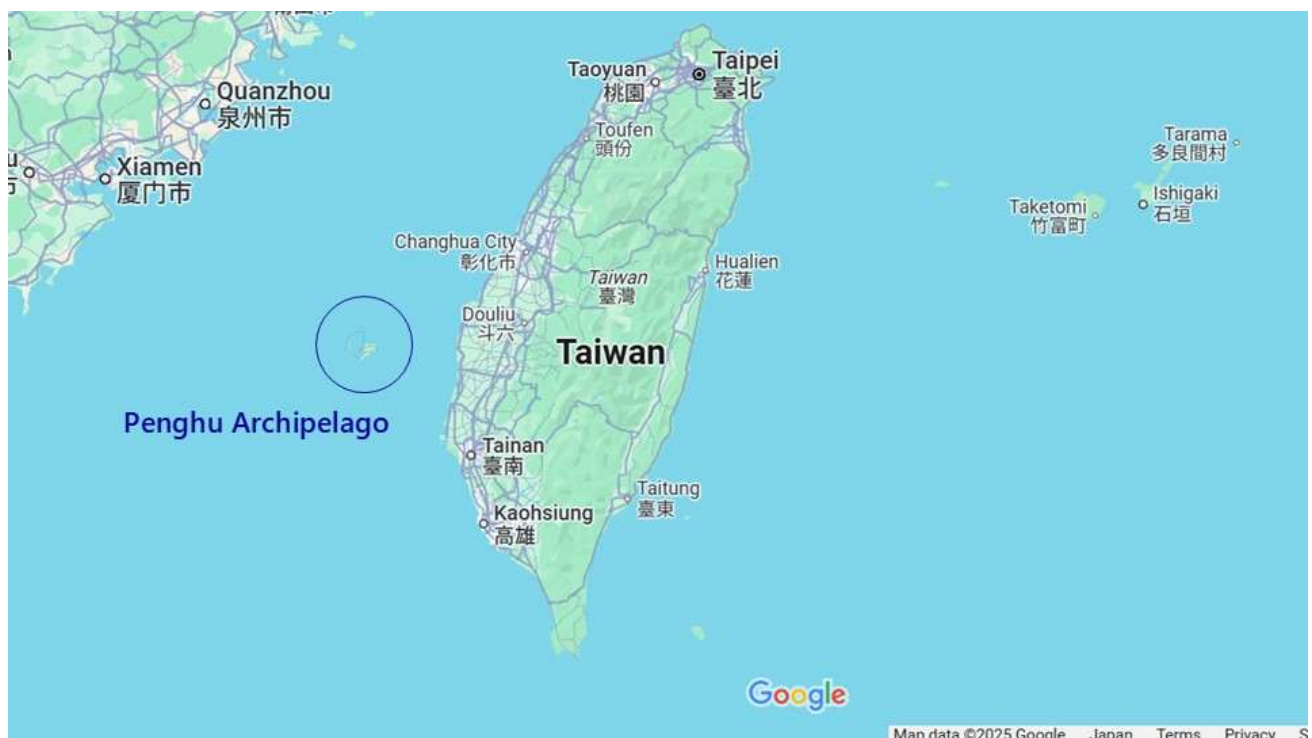 Quanzhou
泉州市
Xiamen
厦门市
Taipei
臺北
Taoyuan
桃園
Toufen
頭份
Tarama
多良間村
Ishigaki
石垣
Taketomi
竹富町
Changhua City
彰化市
Taiwan
臺灣
Hualien
花蓮
Douliu
斗六
Taiwan
Penghu Archipelago
Tainan
臺南
Taitung
臺東
Kaohsiung
高雄
Google
Map data ©2025 Google Japan Terms Privacy